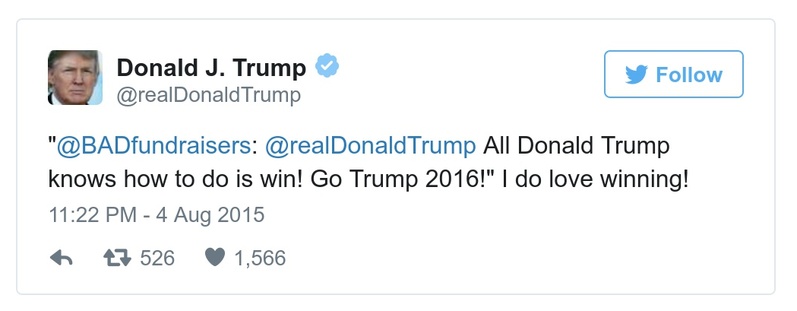 Donald J. Trump
@realDonaldTrump
Follow
"@BADfundraisers: @realDonaldTrump All Donald Trump
knows how to do is win! Go Trump 2016!" I do love winning!
11:22 PM - 4 Aug 2015
526 1,566